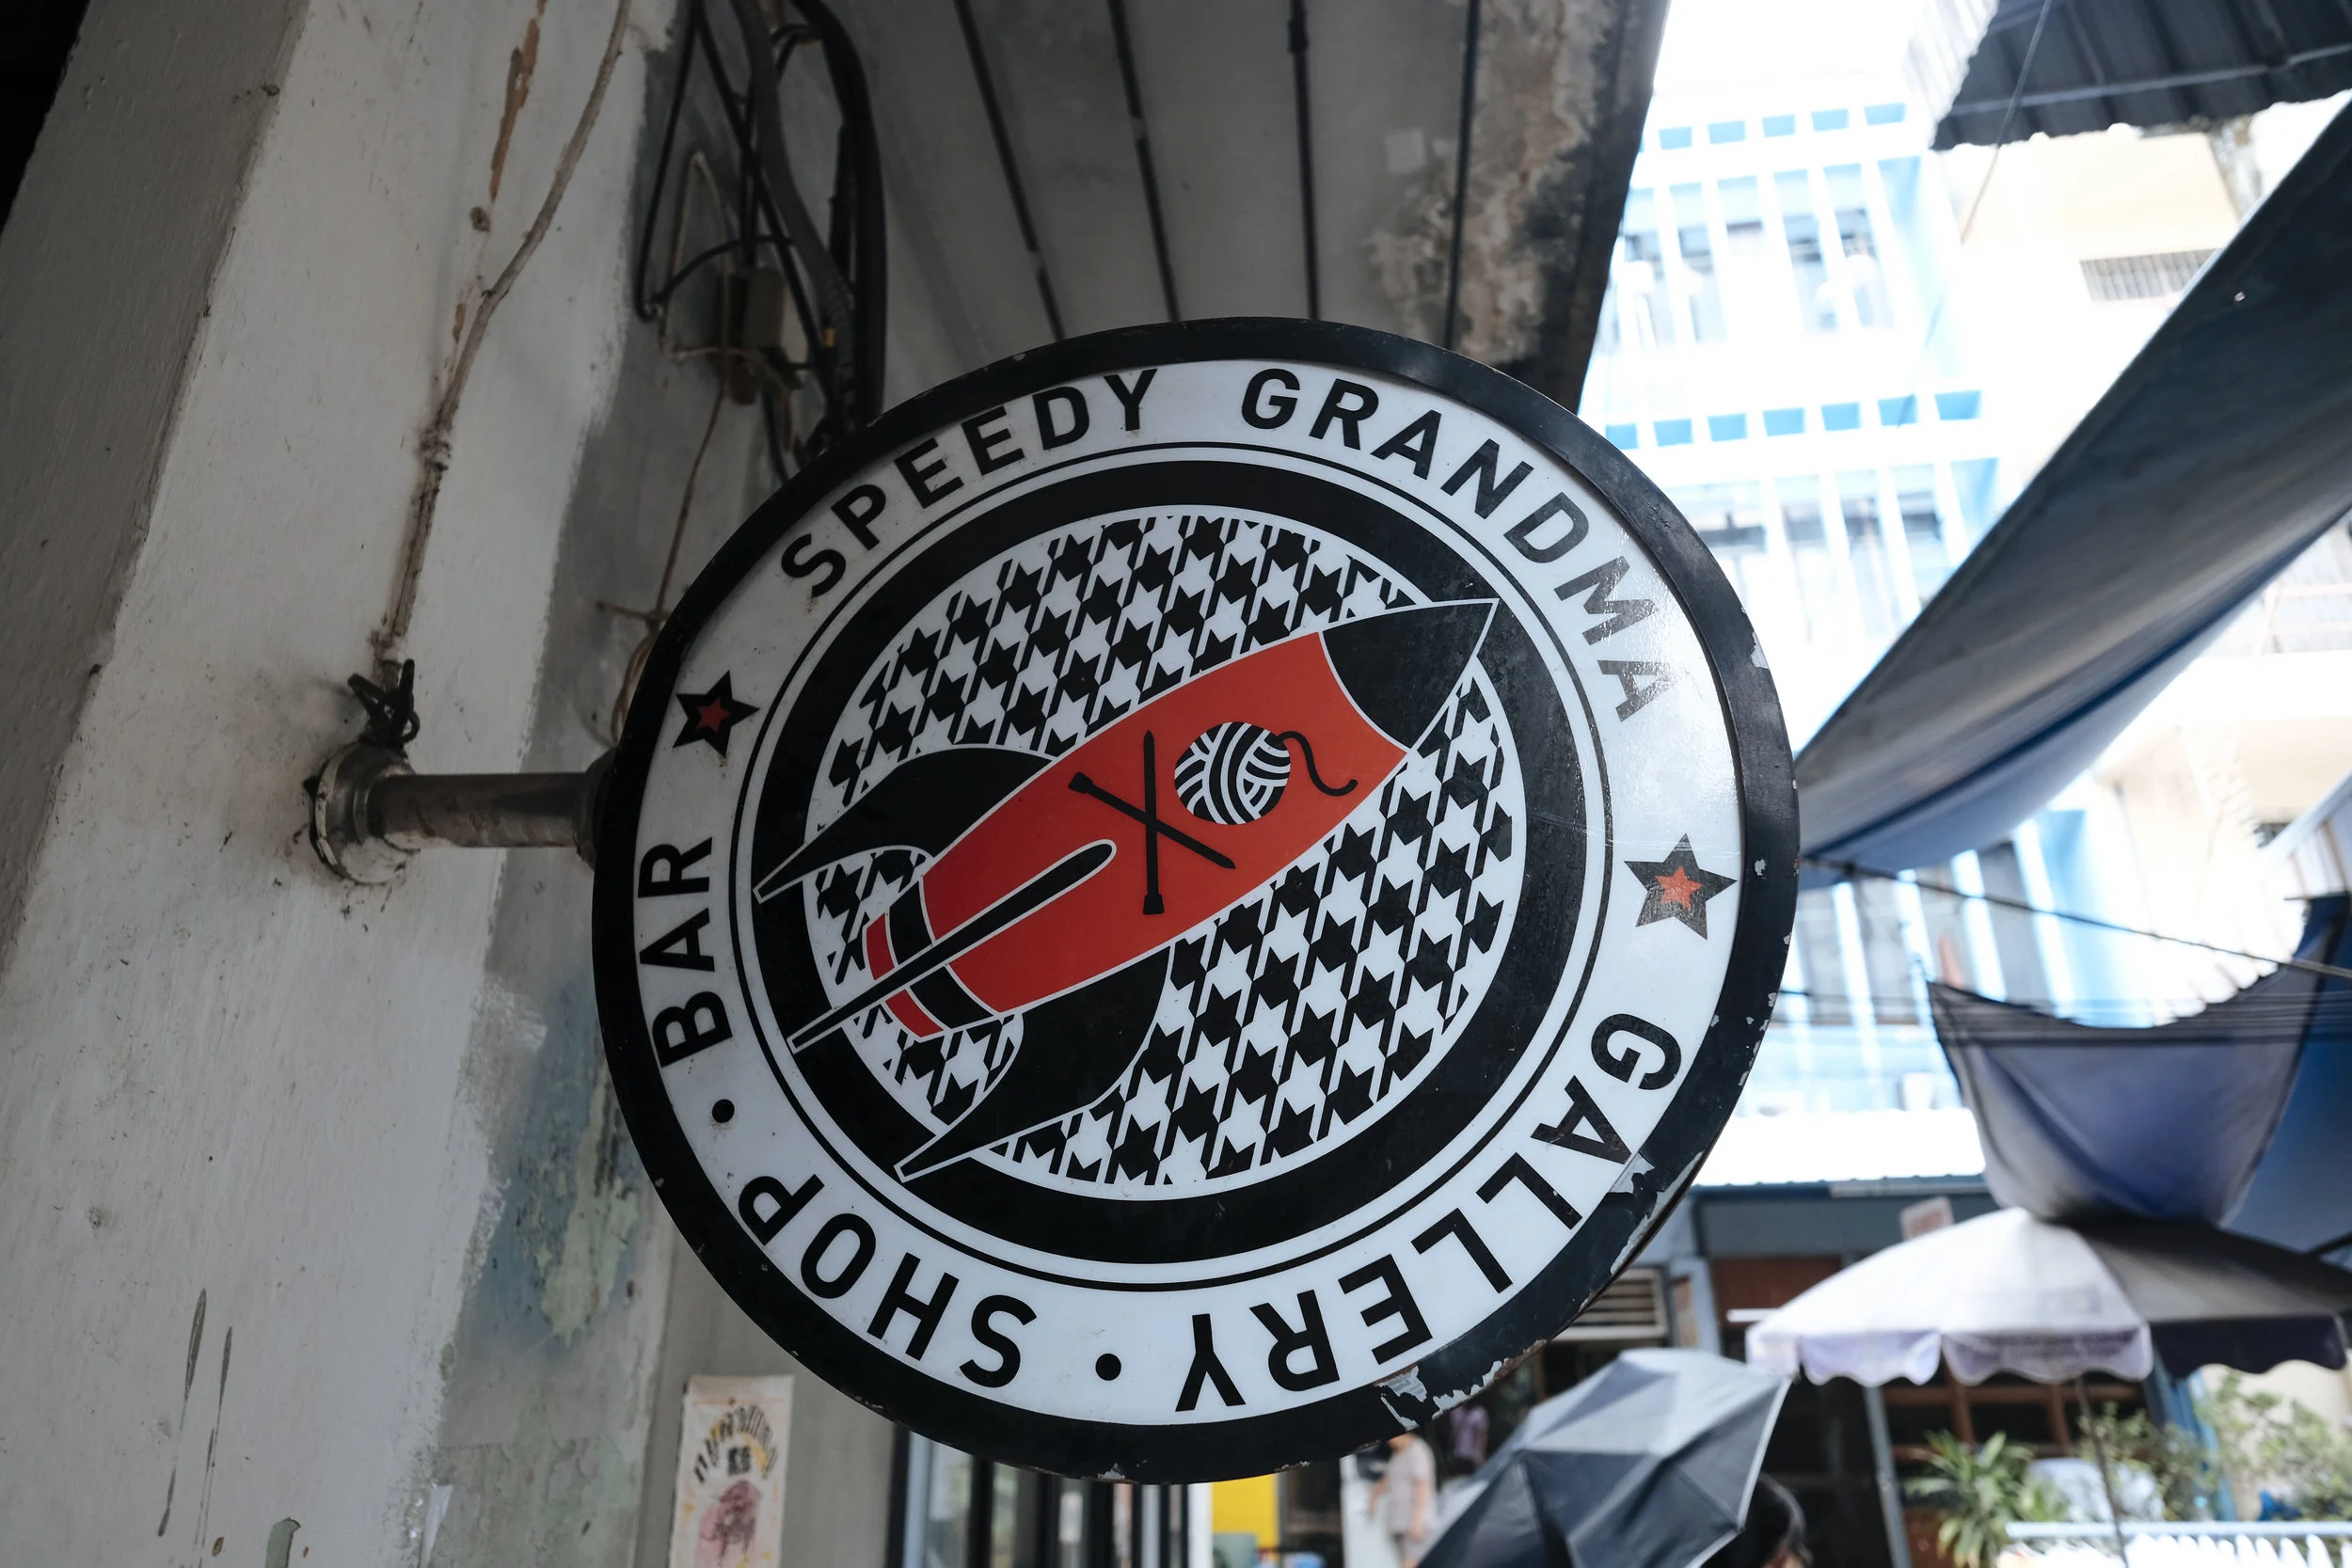 SPEEDY GRANDMA
GALLERY • SHOP • BAR